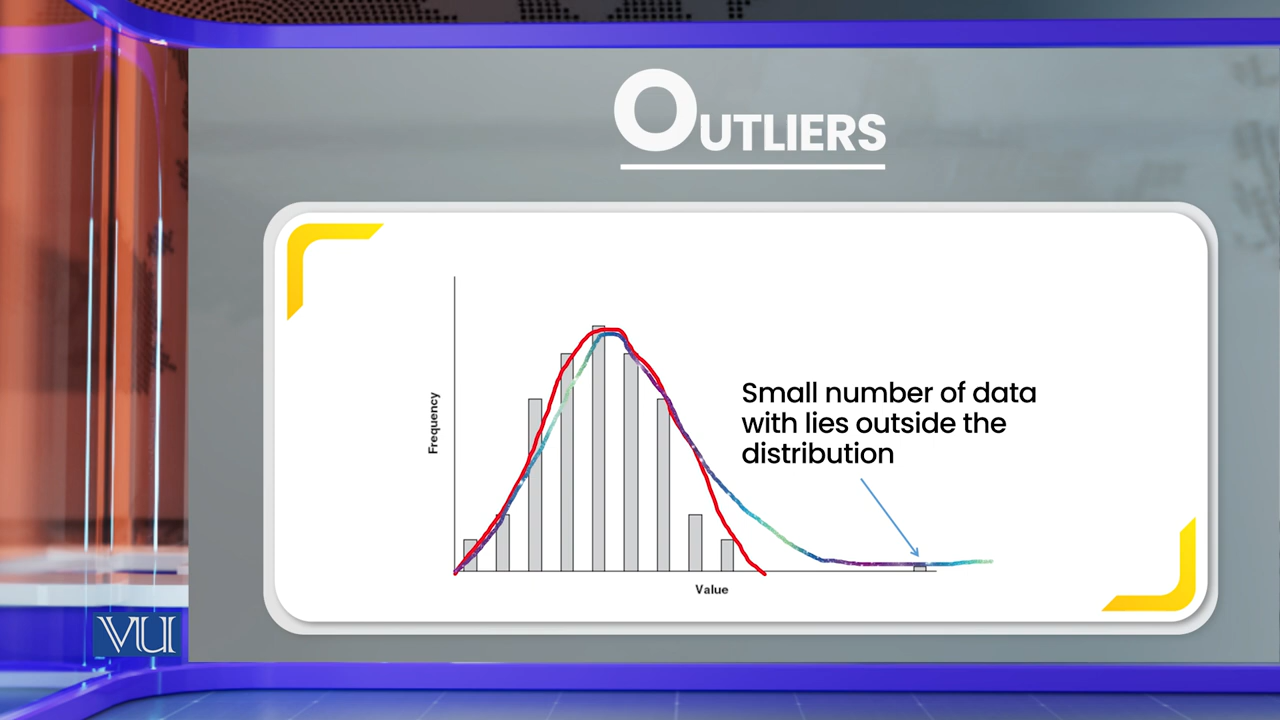 OUTLIERS
Frequency
Small number of data
with lies outside the
distribution
Value
VU